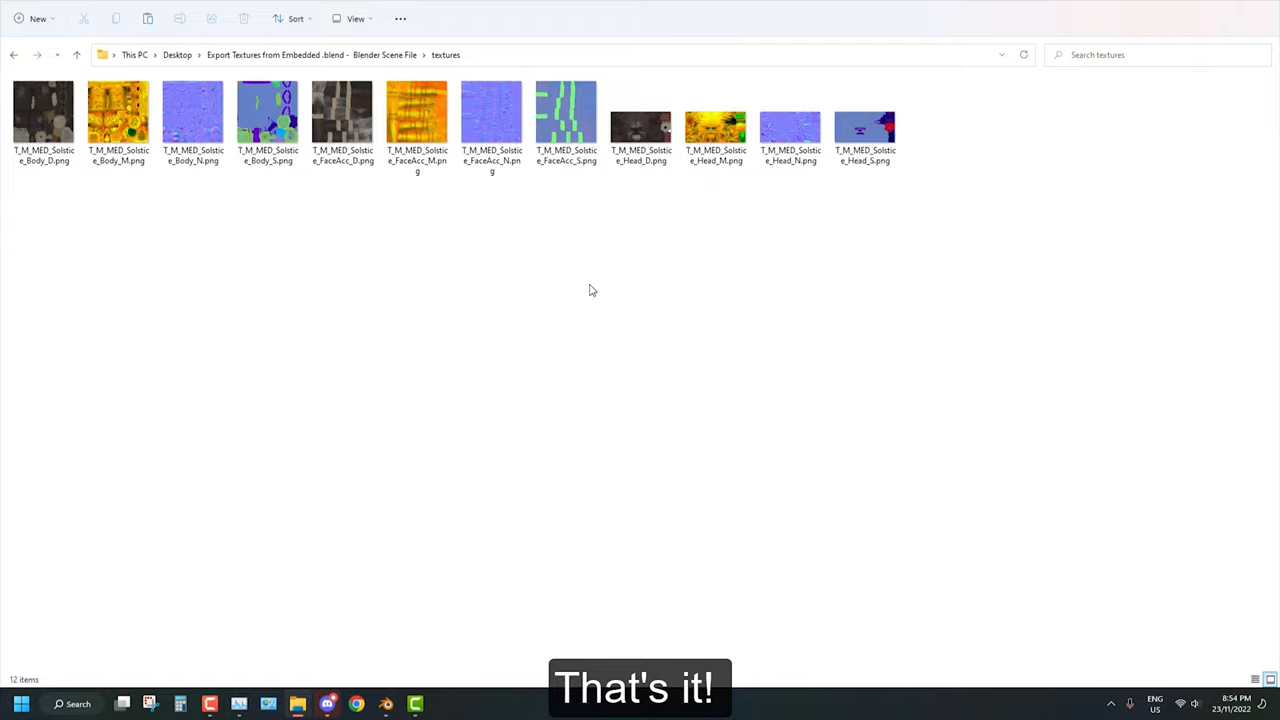 New
Sort
View
This PC
Desktop
Export Textures from Embedded .blend - Blender Scene File
textures
Search textures
T_M_MED_Solstic
e_Body_D.png
T_M_MED_Solstic
e_Body_M.png
T_M_MED_Solstic
e_Body_N.png
T_M_MED_Solstic
e_Body_S.png
T_M_MED_Solstic
e_FaceAcc_D.png
T_M_MED_Solstic
e_FaceAcc_M.pn
g
T_M_MED_Solstic
e_FaceAcc_N.pn
g
T_M_MED_Solstic
e_FaceAcc_S.png
T_M_MED_Solstic
e_Head_D.png
T_M_MED_Solstic
e_Head_M.png
T_M_MED_Solstic
e_Head_N.png
T_M_MED_Solstic
e_Head_S.png
12 items
That's it!
Search
ENG
US
8:54 PM
23/11/2022